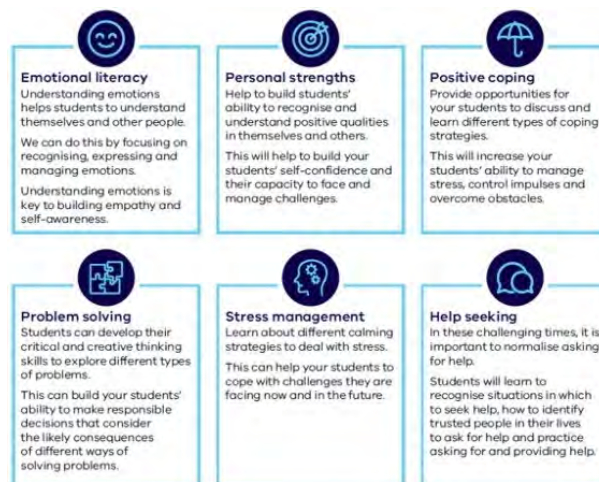 Emotional literacy
Understanding emotions
helps students to understand
themselves and other people.
We can do this by focusing on
recognising, expressing and
managing emotions.
Understanding emotions is
key to building empathy and
self-awareness.
Personal strengths
Help to build students'
ability to recognise and
understand positive qualities
in themselves and others.
This will help to build your
students' self-confidence and
their capacity to face and
manage challenges.
Positive coping
Provide opportunities for
your students to discuss and
learn different types of coping
strategies.
This will increase your
students' ability to manage
stress, control impulses and
overcome obstacles.
Problem solving
Students can develop their
critical and creative thinking
skills to explore different types
of problems.
This can build your students'
ability to make responsible
decisions that consider
the likely consequences
of different ways of
solving problems.
Stress management
Learn about different calming
strategies to deal with stress.
This can help your students to
cope with challenges they are
facing now and in the future.
Help seeking
In these challenging times, it is
important to normalise asking
for help.
Students will learn to
recognise situations in which
to seek help, how to identify
trusted people in their lives
to ask for help and practice
asking for and providing help.